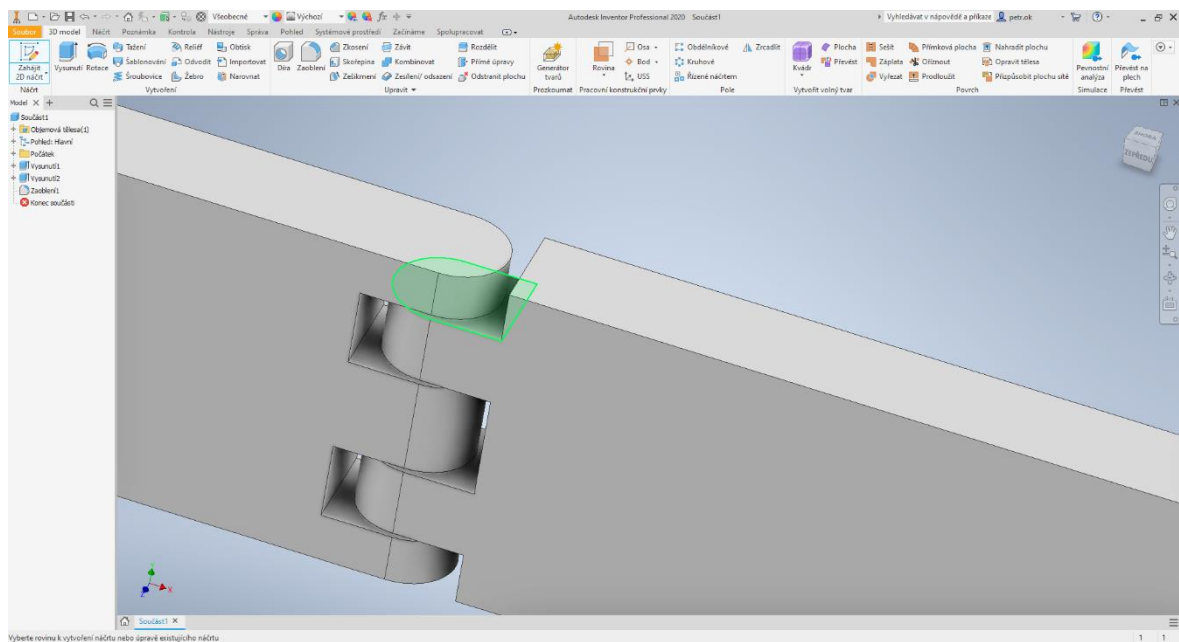 Všeobecné Výchozí Autodesk Inventor Professional 2020 Součást1 Vyhledávat v nápovědě a příkaze petr.ok
Soubor 3D model Náčrt Poznámka Kontrola Nástroje Správa Pohled Systémové prostředí Začínáme Spolupracovat
Zahájit 2D náčrt
Vysunutí Rotace
Tažení Reliéf Obtisk
Šablonování Odvodit Importovat
Šroubovice Žebro Narovnat
Díra Zaoblení
Zkosení Závit Rozdělit
Skořepina Kombinovat Přímé úpravy
Zešikmení Zesílení/ odsazení Odstranit plochu
Generátor tvarů
Rovina
Osa
Bod
USS
Obdélníkové Zrcadlit
Kruhové
Řízené náčrtem
Kvádr
Plocha
Převést
Sešít Přímková plocha Nahradit plochu
Záplata Oříznout Opravit tělesa
Vyřezat Prodloužit Přizpůsobit plochu sítě
Pevnostní analýza
Převést na plech
Náčrt Vytvoření Upravit Prozkoumat Pracovní konstrukční prvky Pole Vytvořit volný tvar Povrch Simulace Převést
Model
Součást1
Objemová tělesa(1)
Pohled: Hlavní
Počátek
Vysunutí1
Vysunutí2
Zaoblení1
Konec součásti
ZEPŘEDU
Y
X
Z
Součást1
Vyberte rovinu k vytvoření náčrtu nebo úpravě existujícího náčrtu
1 1